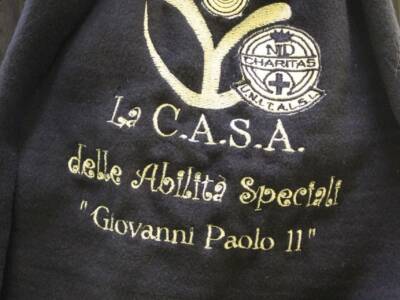 ND
CHARITAS
U.N.I.T.A.L.S.I.
La C.A.S.A.
delle Abilità Speciali
"Giovanni Paolo II"